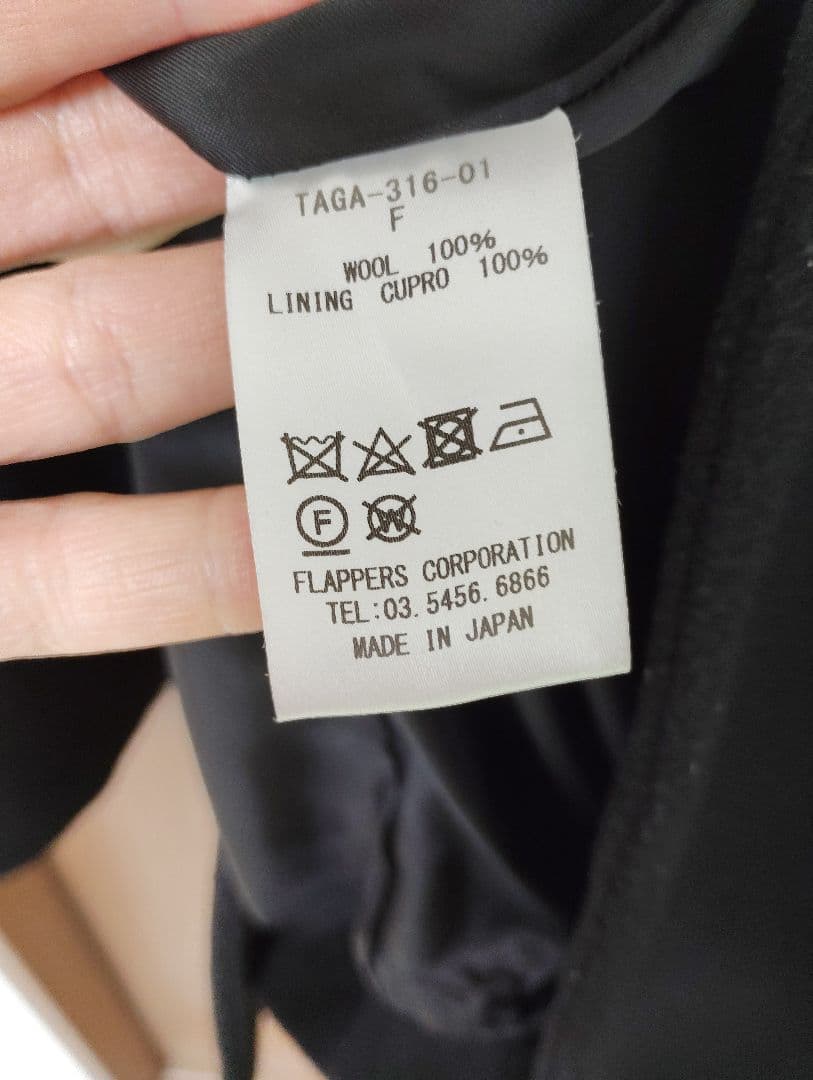 TAGA-316-01
F
WOOL 100%
LINING CUPRO 100%
F W
FLAPPERS CORPORATION
TEL:03.5456.6866
MADE IN JAPAN